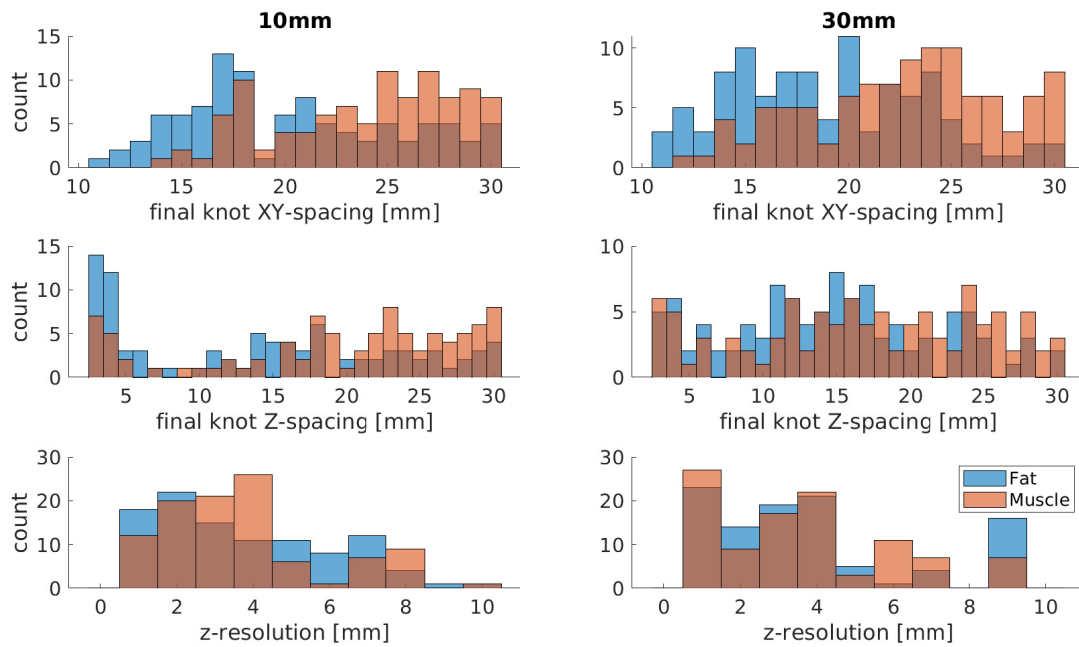 10mm
30mm
15
10
5
0
count
10 15 20 25 30
final knot XY-spacing [mm]
10
5
0
10 15 20 25 30
final knot XY-spacing [mm]
15
10
5
0
count
5 10 15 20 25 30
final knot Z-spacing [mm]
10
5
0
5 10 15 20 25 30
final knot Z-spacing [mm]
30
20
10
0
count
0 2 4 6 8 10
z-resolution [mm]
30
20
10
0
Fat
Muscle
0 2 4 6 8 10
z-resolution [mm]